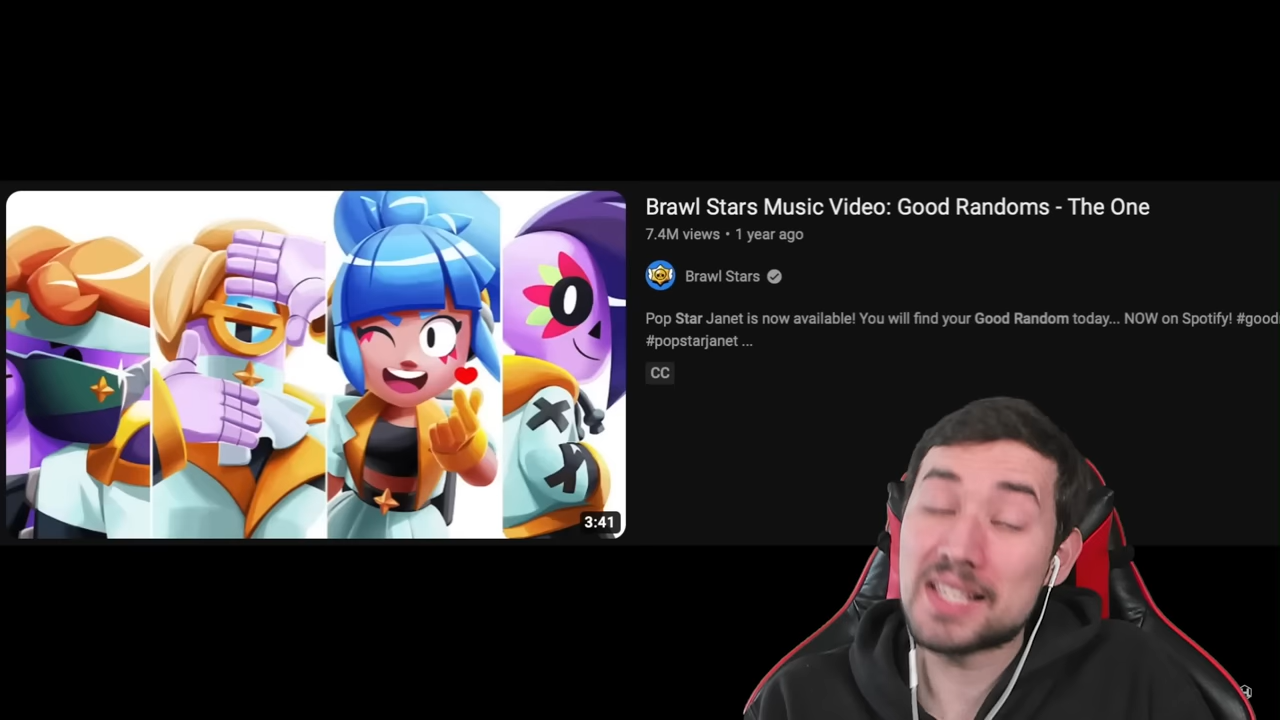 Brawl Stars Music Video: Good Randoms - The One
7.4M views • 1 year ago
Brawl Stars
Pop Star Janet is now available! You will find your Good Random today... NOW on Spotify! #good
#popstarjanet ...
CC
3:41